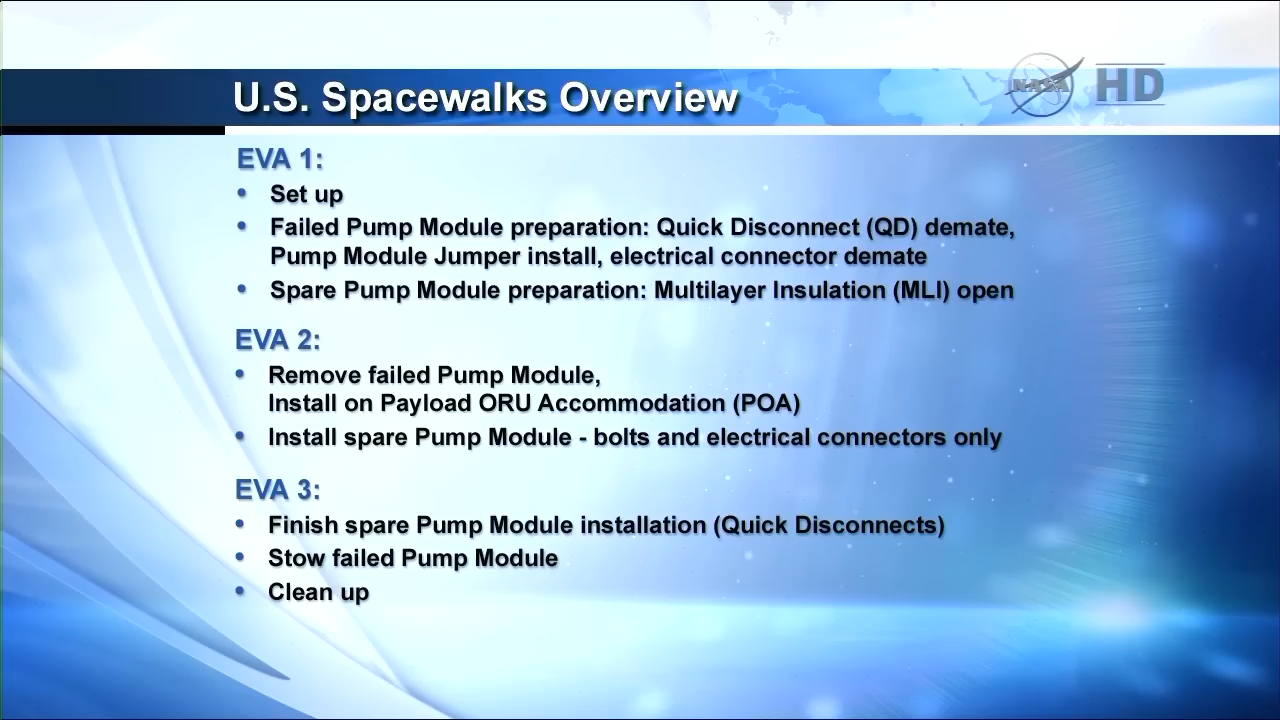 U.S. Spacewalks Overview
NASA HD
EVA 1:
• Set up
• Failed Pump Module preparation: Quick Disconnect (QD) demate,
Pump Module Jumper install, electrical connector demate
• Spare Pump Module preparation: Multilayer Insulation (MLI) open
EVA 2:
• Remove failed Pump Module,
Install on Payload ORU Accommodation (POA)
• Install spare Pump Module - bolts and electrical connectors only
EVA 3:
• Finish spare Pump Module installation (Quick Disconnects)
• Stow failed Pump Module
• Clean up